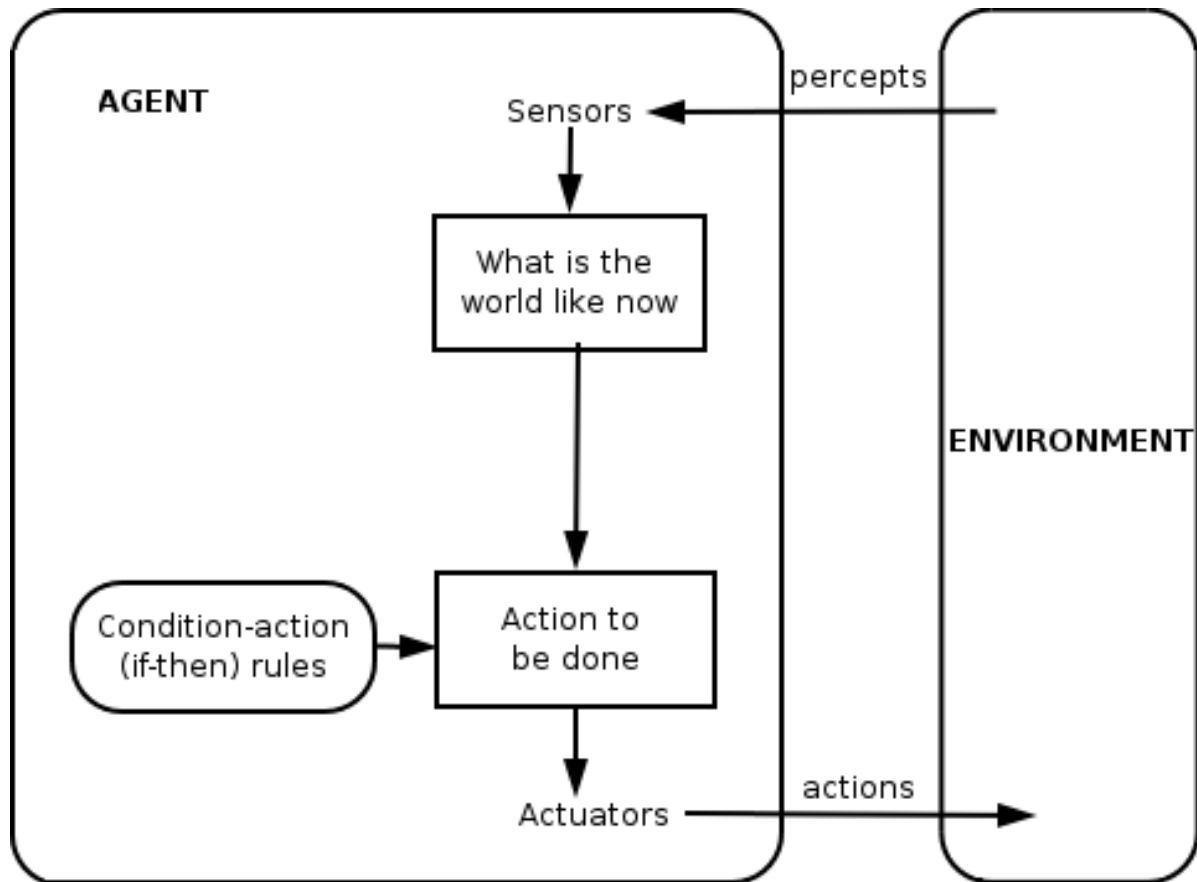 AGENT
percepts
Sensors
What is the
world like now
ENVIRONMENT
Condition-action
(if-then) rules
Action to
be done
actions
Actuators